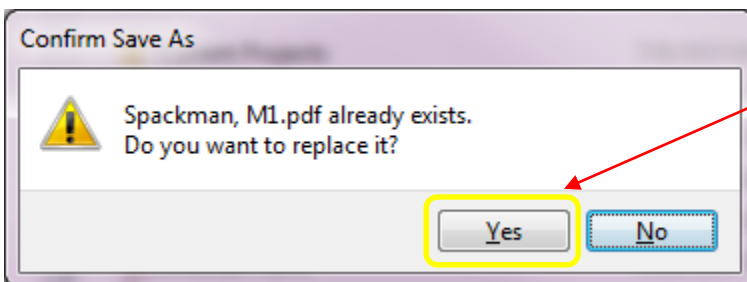 Confirm Save As
Spackman, M1.pdf already exists.
Do you want to replace it?
Yes
No